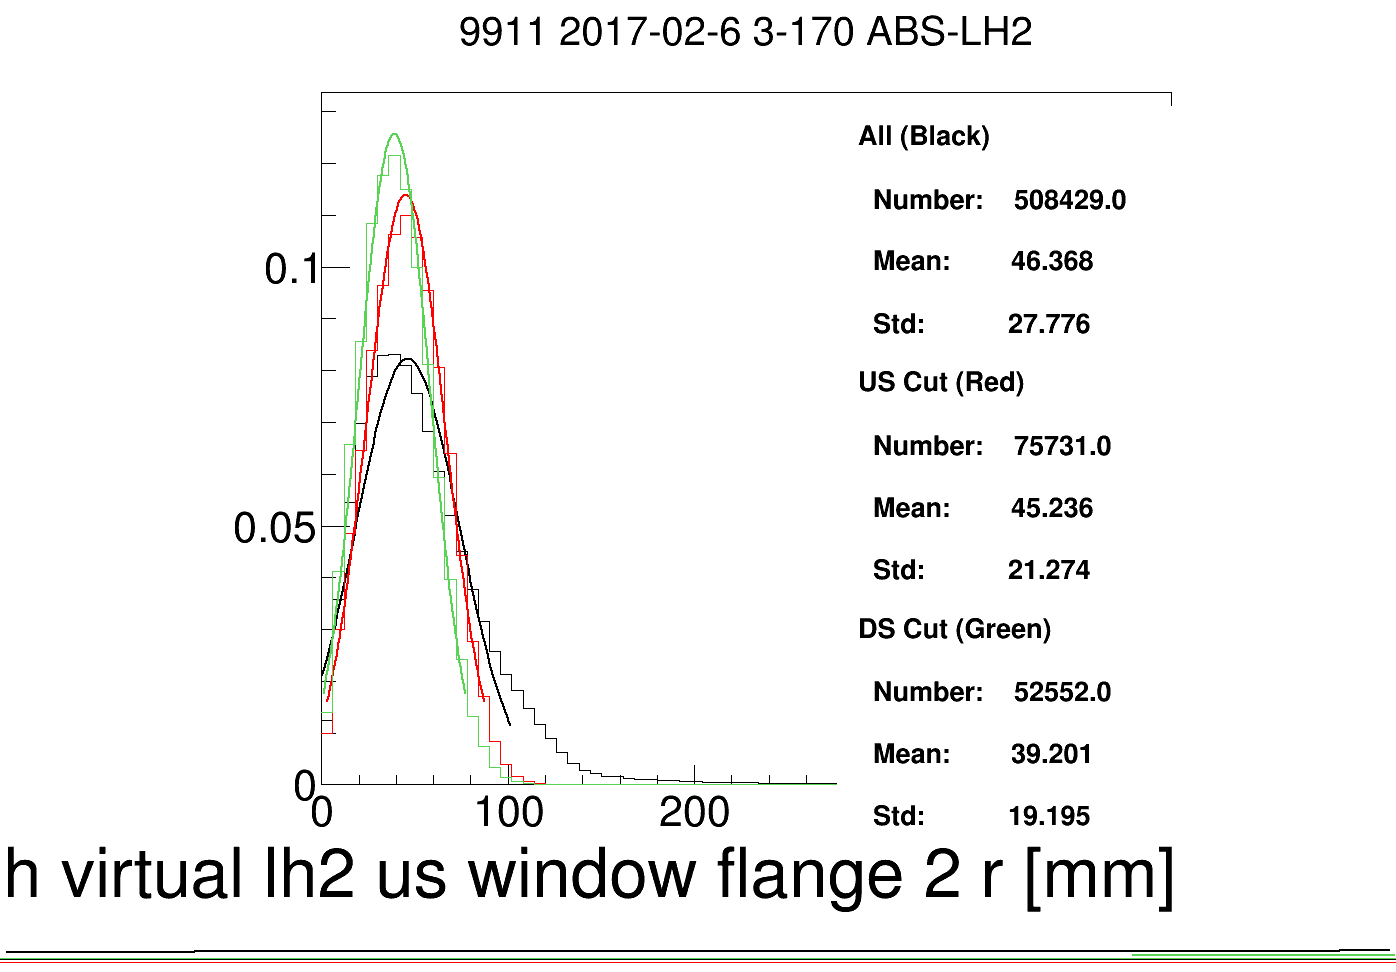 9911 2017-02-6 3-170 ABS-LH2
All (Black)
Number: 508429.0
Mean: 46.368
Std: 27.776
US Cut (Red)
Number: 75731.0
Mean: 45.236
Std: 21.274
DS Cut (Green)
Number: 52552.0
Mean: 39.201
Std: 19.195
0.1
0.05
0
0 100 200
h virtual lh2 us window flange 2 r [mm]